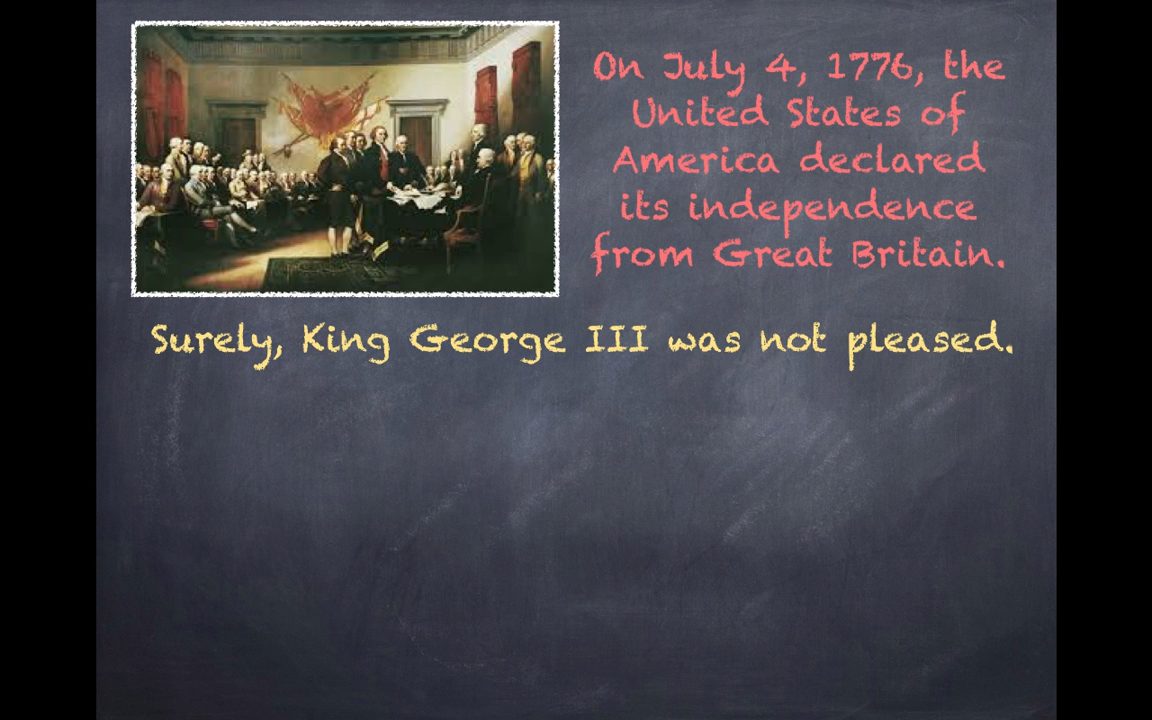 On July 4, 1776, the
United States of
America declared
its independence
from Great Britain.
Surely, King George III was not pleased.